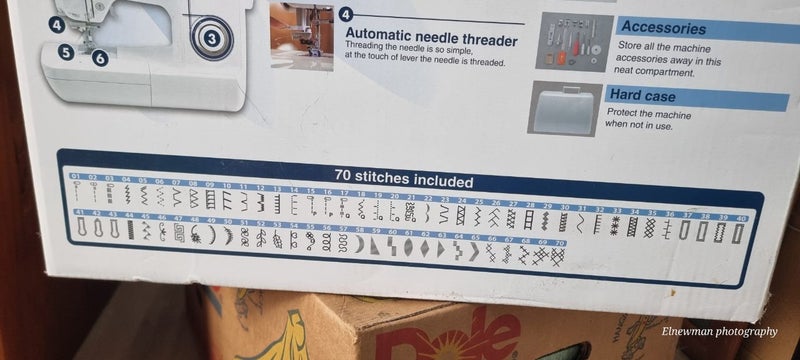 4
5
6
3
4
Automatic needle threader
Threading the needle is so simple,
at the touch of lever the needle is threaded.
Accessories
Store all the machine
accessories away in this
neat compartment.
Hard case
Protect the machine
when not in use.
70 stitches included
01 02 03 04 05 06 07 08 09 10 11 12 13 14 15 16 17 18 19 20 21 22 23 24 25 26 27 28 29 30 31 32 33 34 35 36 37 38 39 40
41 42 43 44 45 46 47 48 49 50 51 52 53 54 55 56 57 58 59 60 61 62 63 64 65 66 67 68 69 70
Dole
Elnewman photography